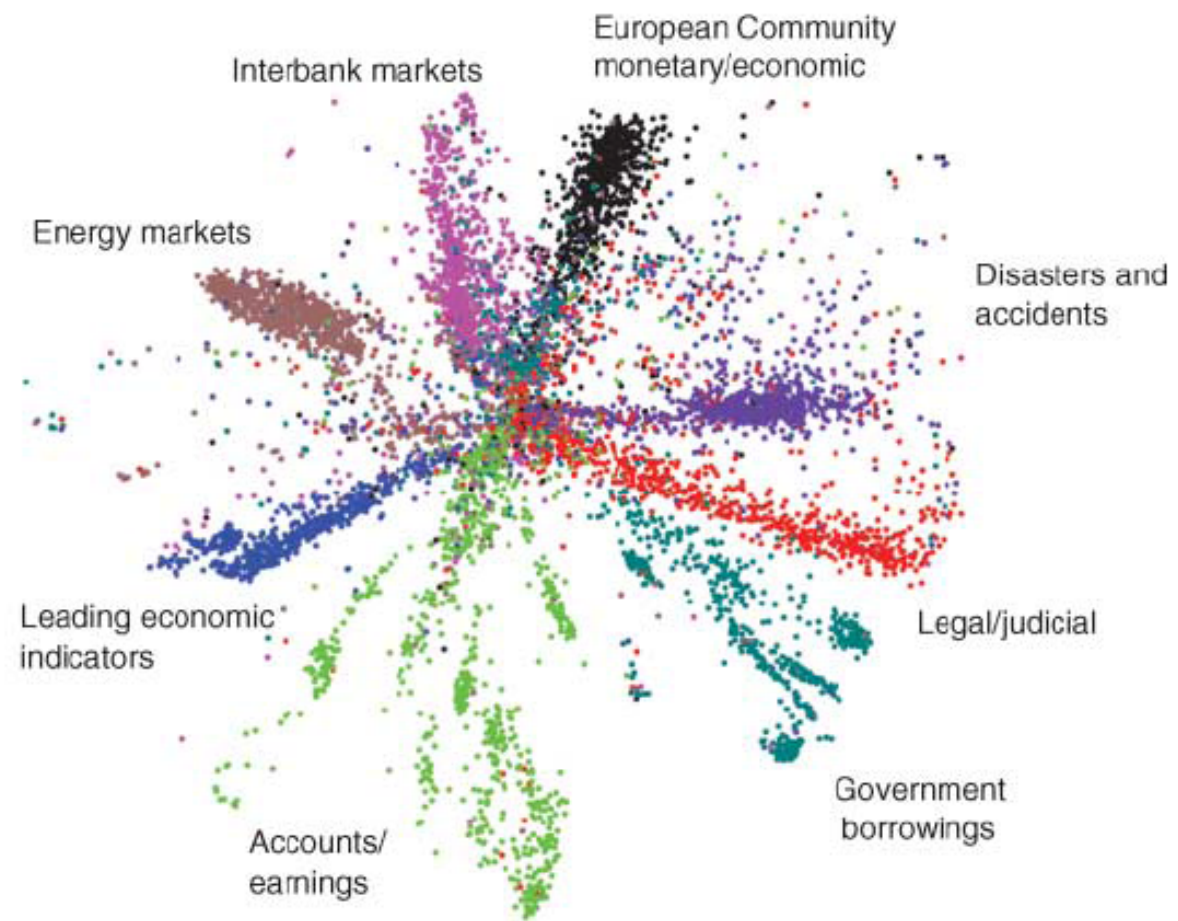 European Community
monetary/economic
Interbank markets
Energy markets
Disasters and
accidents
Leading economic
indicators
Legal/judicial
Government
borrowings
Accounts/
earnings